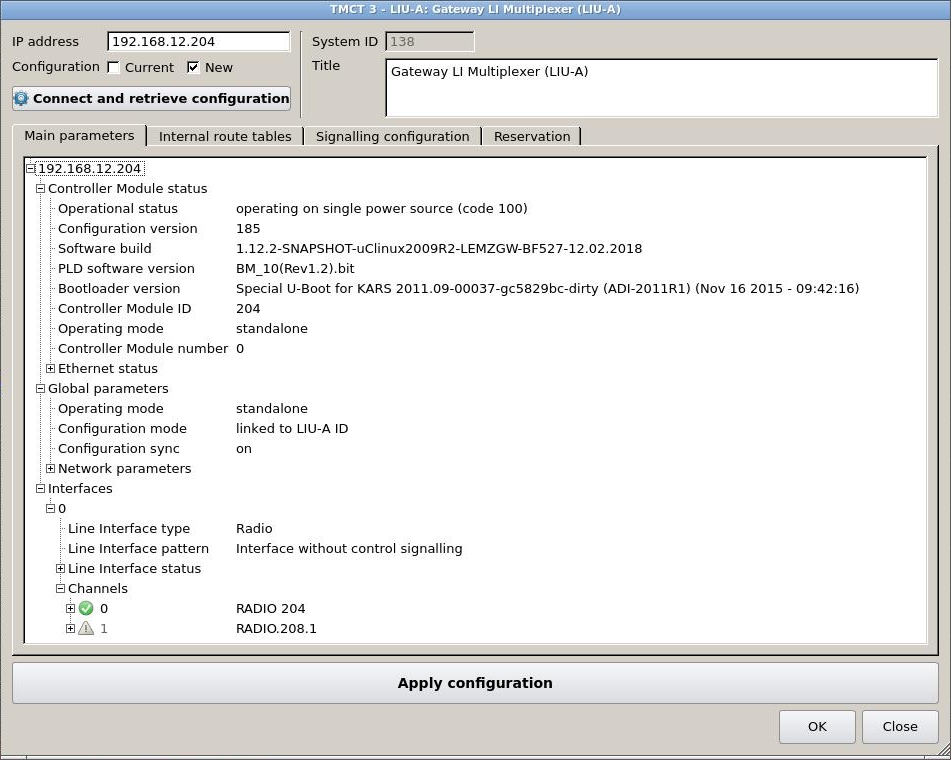 TMCT 3 - LIU-A: Gateway LI Multiplexer (LIU-A)
IP address 192.168.12.204 System ID 138
Configuration Current New Title Gateway LI Multiplexer (LIU-A)
Connect and retrieve configuration
Main parameters Internal route tables Signalling configuration Reservation
192.168.12.204
Controller Module status
Operational status operating on single power source (code 100)
Configuration version 185
Software build 1.12.2-SNAPSHOT-uClinux2009R2-LEMZGW-BF527-12.02.2018
PLD software version BM_10(Rev1.2).bit
Bootloader version Special U-Boot for KARS 2011.09-00037-gc5829bc-dirty (ADI-2011R1) (Nov 16 2015 - 09:42:16)
Controller Module ID 204
Operating mode standalone
Controller Module number 0
Ethernet status
Global parameters
Operating mode standalone
Configuration mode linked to LIU-A ID
Configuration sync on
Network parameters
Interfaces
0
Line Interface type Radio
Line Interface pattern Interface without control signalling
Line Interface status
Channels
0 RADIO 204
1 RADIO.208.1
Apply configuration
OK Close